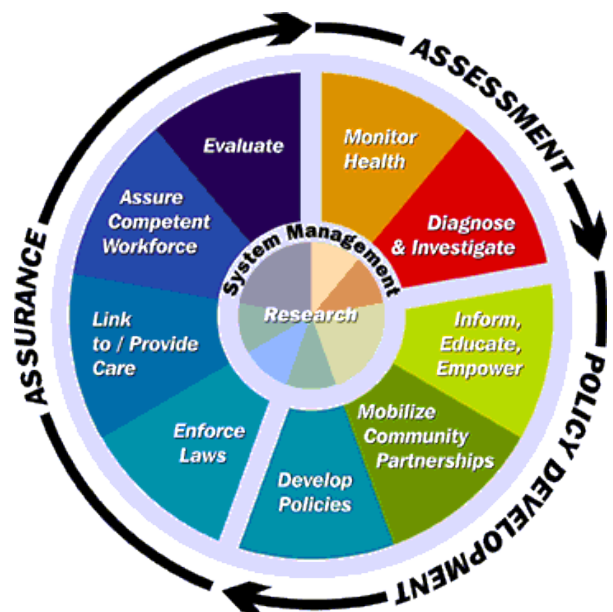 ASSESSMENT
Monitor
Health
Diagnose
& Investigate
Inform,
Educate,
Empower
POLICY DEVELOPMENT
Mobilize
Community
Partnerships
Develop
Policies
Enforce
Laws
ASSURANCE
Link
to / Provide
Care
Assure
Competent
Workforce
Evaluate
System Management
Research